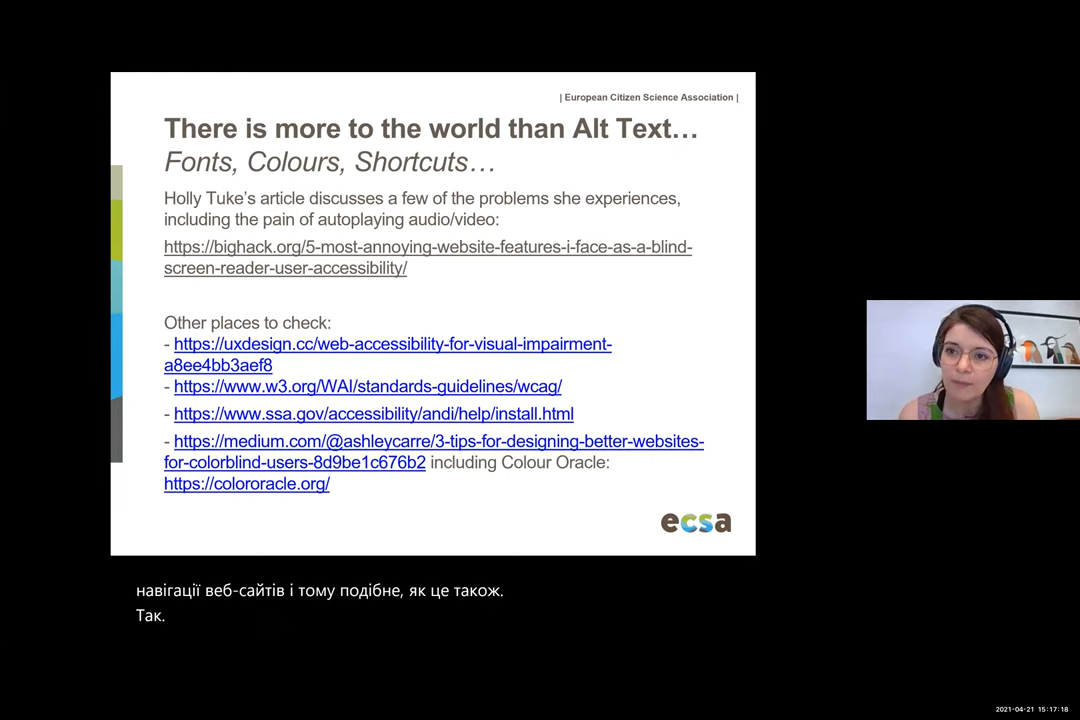 | European Citizen Science Association |
There is more to the world than Alt Text…
Fonts, Colours, Shortcuts…
Holly Tuke’s article discusses a few of the problems she experiences,
including the pain of autoplaying audio/video:
https://bighack.org/5-most-annoying-website-features-i-face-as-a-blind-
screen-reader-user-accessibility/
Other places to check:
- https://uxdesign.cc/web-accessibility-for-visual-impairment-
a8ee4bb3aef8
- https://www.w3.org/WAI/standards-guidelines/wcag/
- https://www.ssa.gov/accessibility/andi/help/install.html
- https://medium.com/@ashleycarre/3-tips-for-designing-better-websites-
for-colorblind-users-8d9be1c676b2 including Colour Oracle:
https://colororacle.org/
ecsa
навігації веб-сайтів і тому подібне, як це також.
Так.
2021-04-21 15:17:18